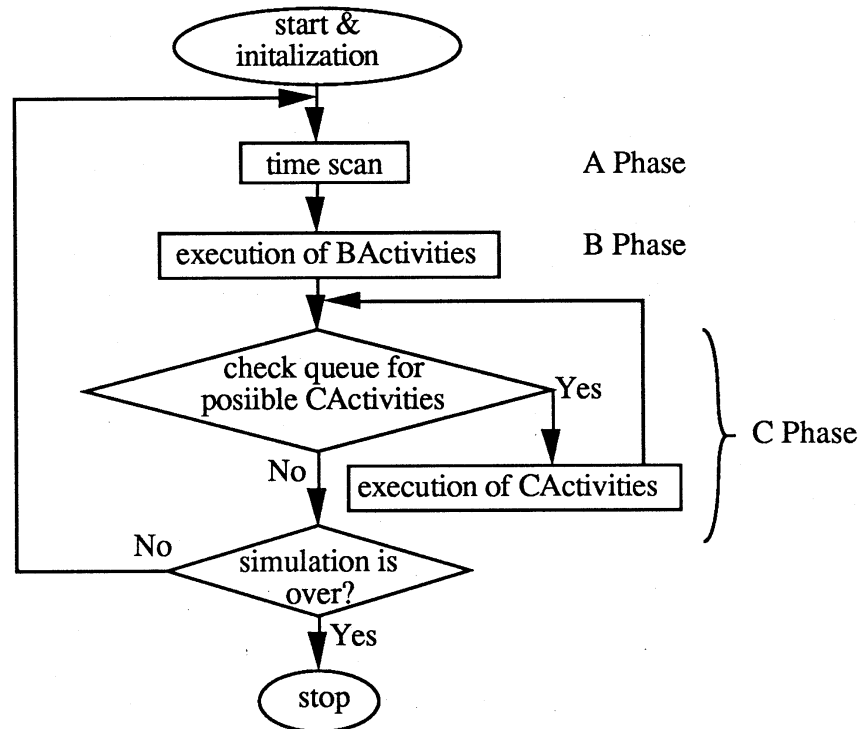 start &
initalization
time scan
A Phase
execution of BActivities
B Phase
check queue for
posiible CActivities
Yes
C Phase
No
execution of CActivities
No
simulation is
over?
Yes
stop